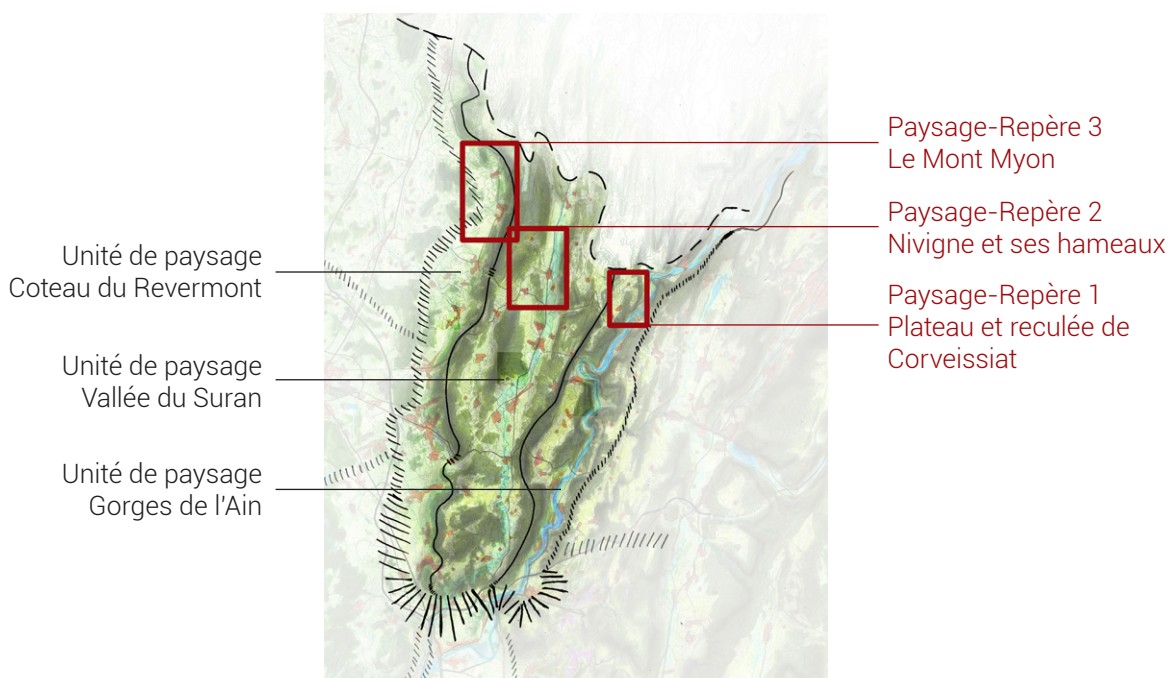 Unité de paysage
Coteau du Revermont
Unité de paysage
Vallée du Suran
Unité de paysage
Gorges de l'Ain
Paysage-Repère 3
Le Mont Myon
Paysage-Repère 2
Nivigne et ses hameaux
Paysage-Repère 1
Plateau et reculée de
Corveissiat